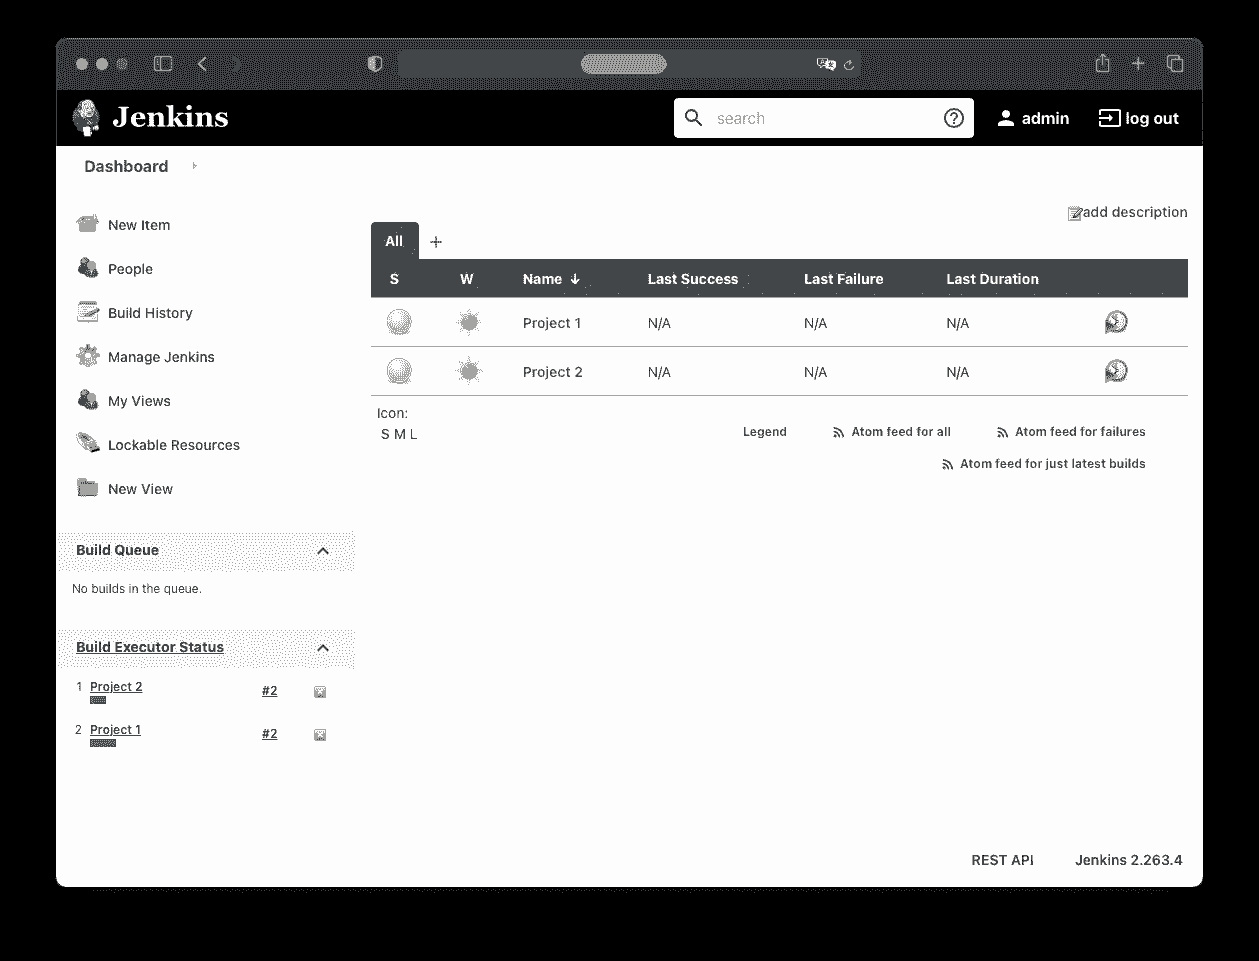 Jenkins
search
admin
log out
Dashboard
add description
New Item
People
Build History
Manage Jenkins
My Views
Lockable Resources
New View
All
S W Name Last Success Last Failure Last Duration
Project 1 N/A N/A N/A
Project 2 N/A N/A N/A
Icon:
S M L
Legend Atom feed for all Atom feed for failures
Atom feed for just latest builds
Build Queue
No builds in the queue.
Build Executor Status
1 Project 2 #2
2 Project 1 #2
REST API Jenkins 2.263.4